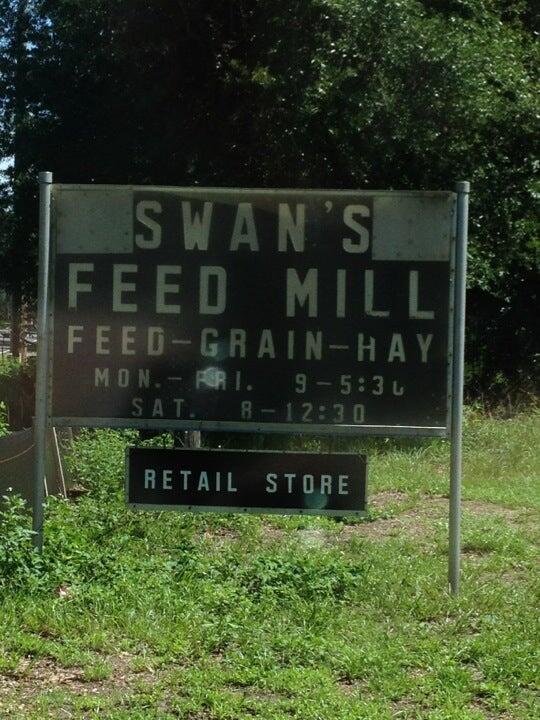 SWAN'S
FEED MILL
FEED-GRAIN-HAY
MON.-FRI. 9-5:30
SAT. 8-12:30
RETAIL STORE